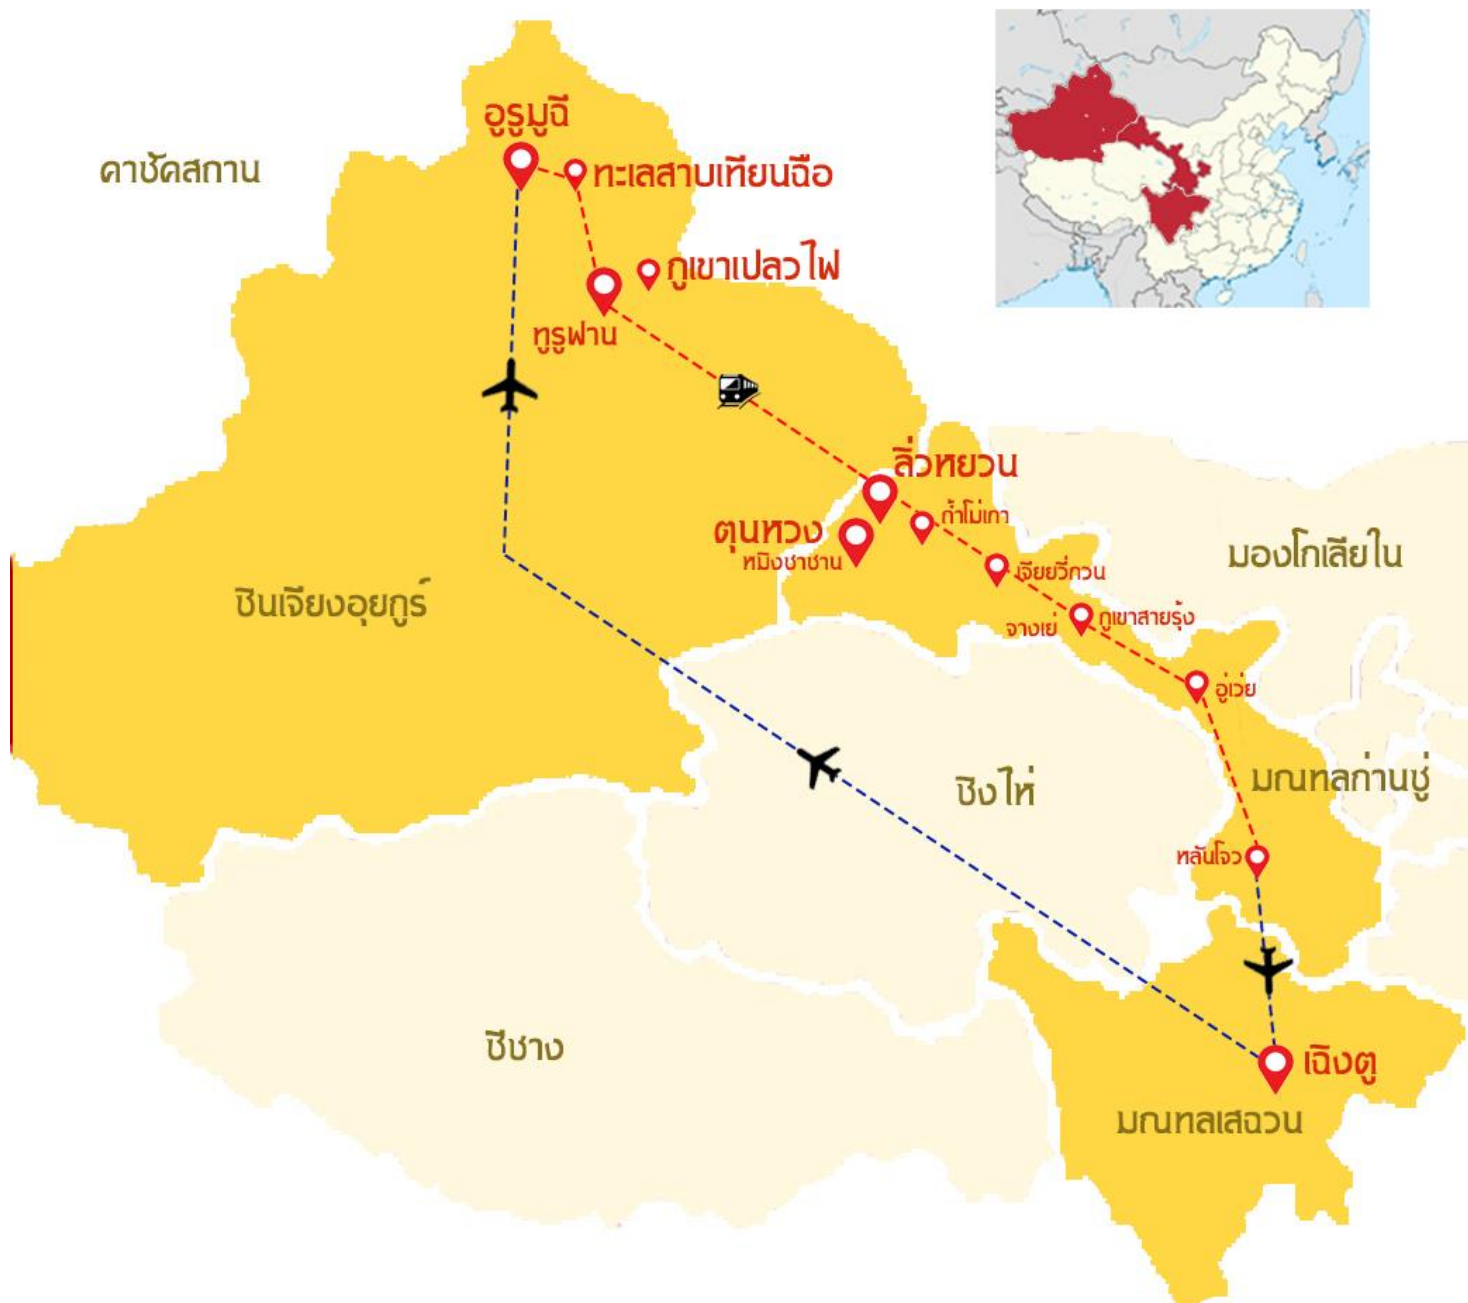 อูรูมูฉี
คาซัคสถาน
ทะเลสาบเทียนฉือ
ภูเขาเปลวไฟ
ทูรูฟาน
ลิ่วหยวน
ถ้ำโม่เกา
ตุนหวง
หมิงซาซาน
มองโกเลียใน
เจียยวี่กวน
ซินเจียงอุยกูร์
ภูเขาสายรุ้ง
จางเย่
อู่เว่ย
มณฑลก่านซู่
ชิงไห่
หลันโจว
ซีซาง
เฉิงตู
มณฑลเสฉวน